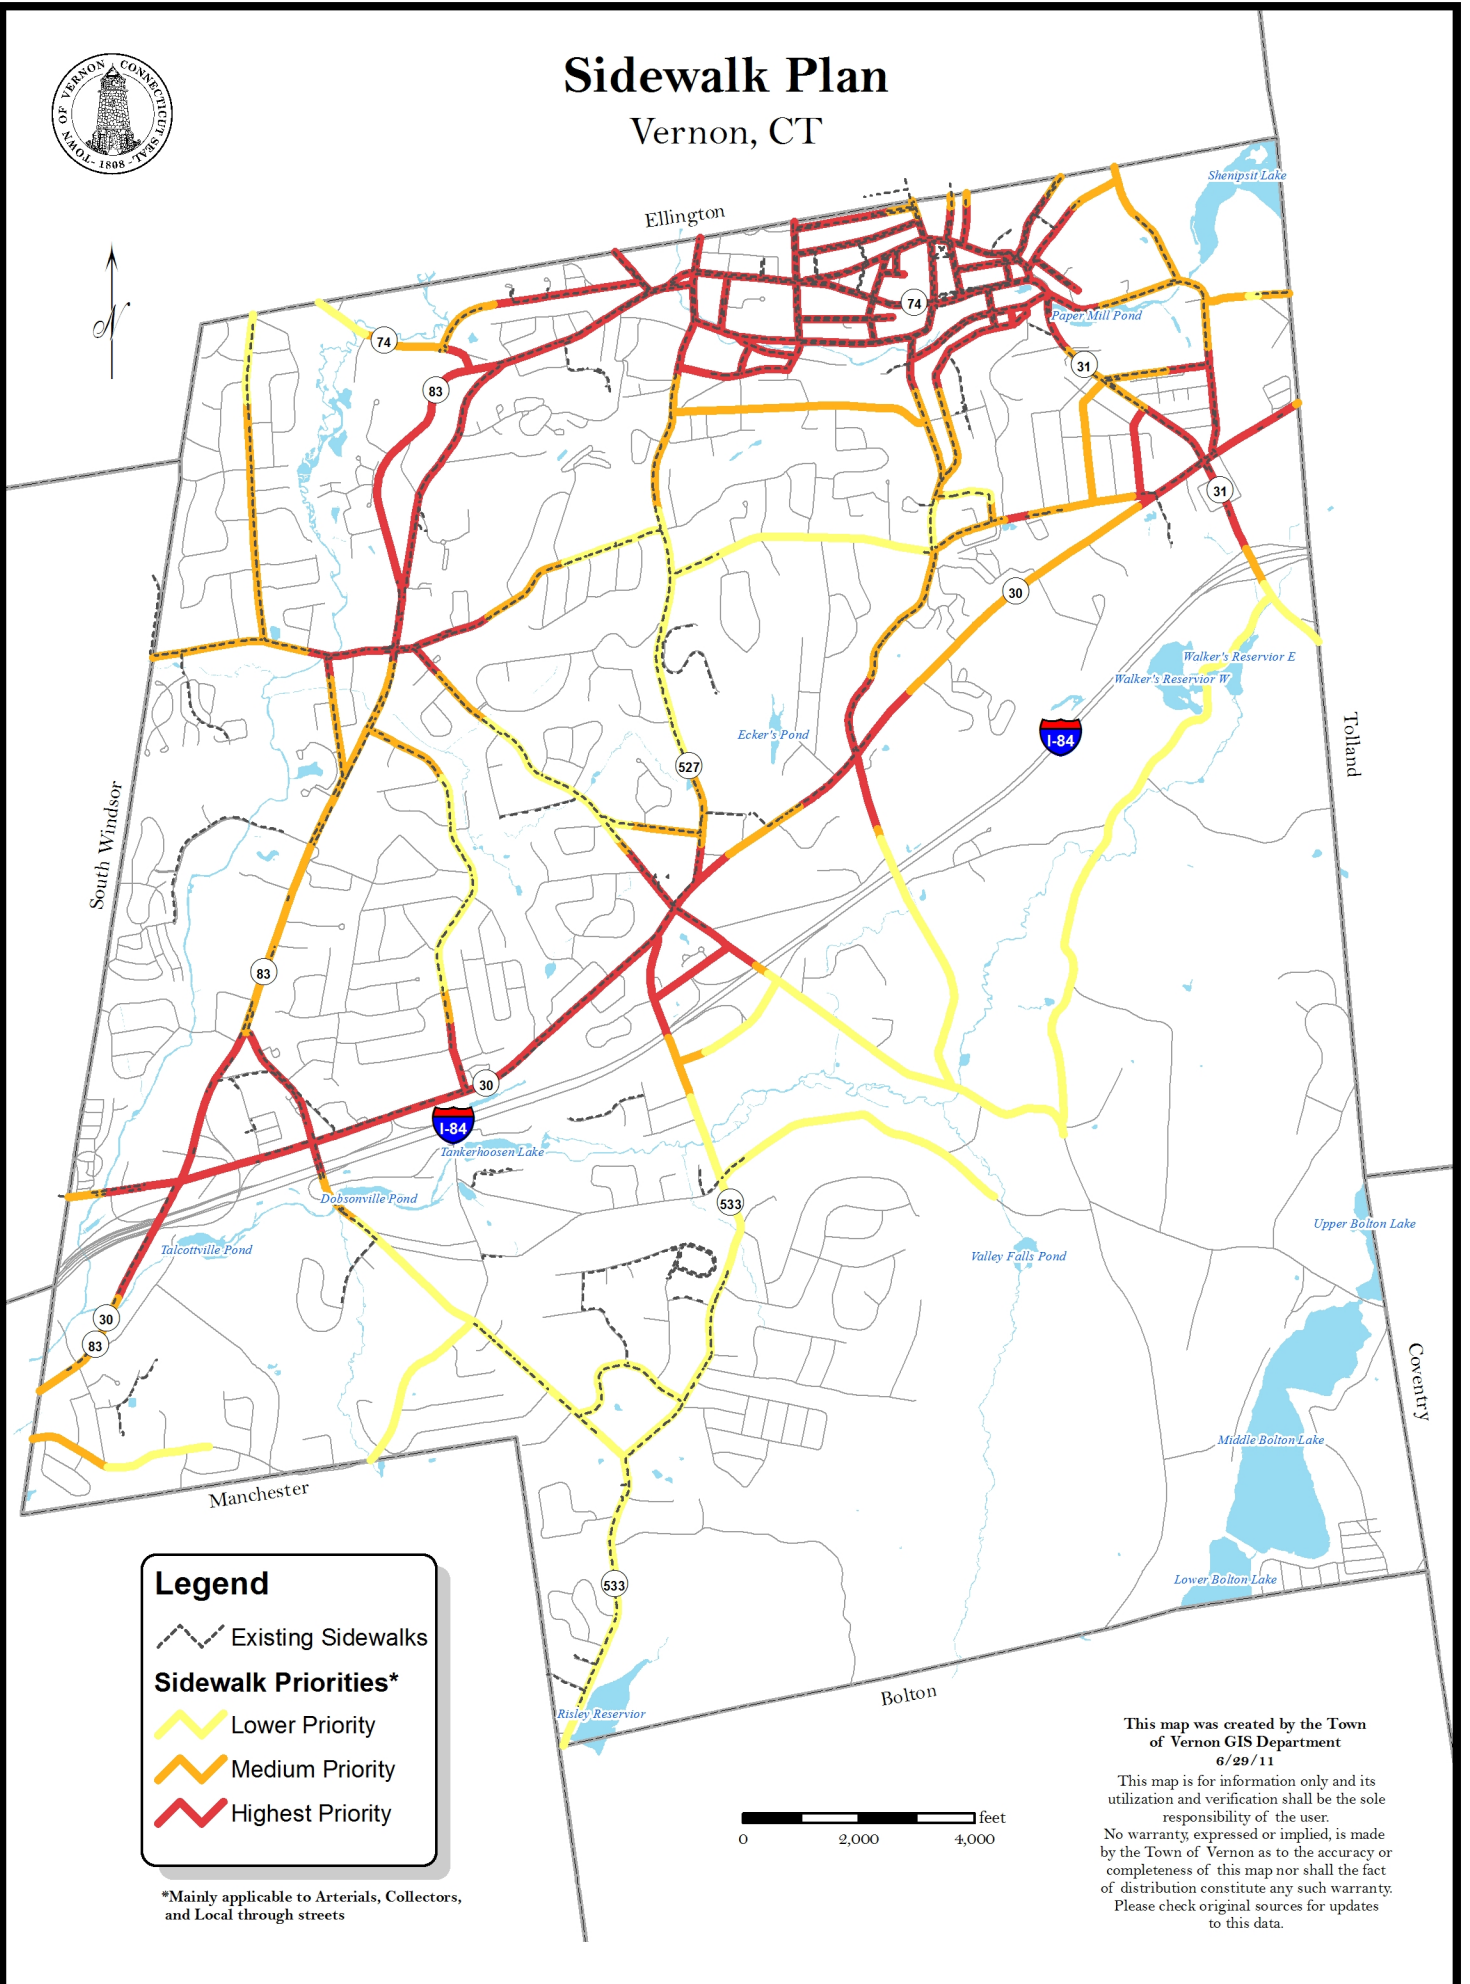 Sidewalk Plan
Vernon, CT
TOWN OF VERNON CONNECTICUT SEAL
- 1808 -
N
Ellington
Shenipsit Lake
74
Paper Mill Pond
74
31
83
31
30
Walker's Reservior E
Walker's Reservior W
Tolland
Ecker's Pond
I-84
527
South Windsor
83
30
I-84
Tankerhoosen Lake
Dobsonville Pond
533
Upper Bolton Lake
Talcottville Pond
Valley Falls Pond
30
83
Coventry
Middle Bolton Lake
Manchester
Lower Bolton Lake
533
Bolton
Risley Reservior
Legend
Existing Sidewalks
Sidewalk Priorities*
Lower Priority
Medium Priority
Highest Priority
*Mainly applicable to Arterials, Collectors,
and Local through streets
feet
0 2,000 4,000
This map was created by the Town
of Vernon GIS Department
6/29/11
This map is for information only and its
utilization and verification shall be the sole
responsibility of the user.
No warranty, expressed or implied, is made
by the Town of Vernon as to the accuracy or
completeness of this map nor shall the fact
of distribution constitute any such warranty.
Please check original sources for updates
to this data.